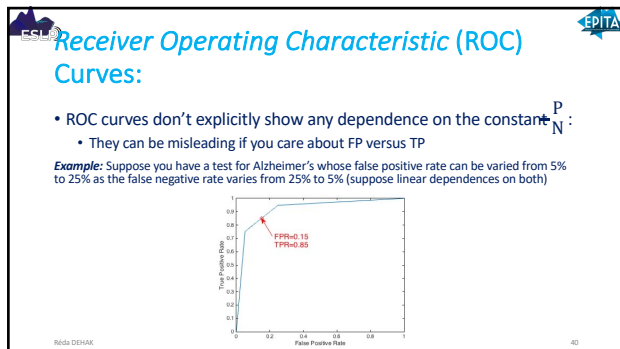 ESLR
EPITA
Receiver Operating Characteristic (ROC)
Curves:
• ROC curves don't explicitly show any dependence on the constant P/N :
• They can be misleading if you care about FP versus TP
Example: Suppose you have a test for Alzheimer's whose false positive rate can be varied from 5%
to 25% as the false negative rate varies from 25% to 5% (suppose linear dependences on both)
1
0.9
0.8
0.7
0.6
0.5
0.4
0.3
0.2
0.1
0
True Positive Rate
FPR=0.15
TPR=0.85
0 0.2 0.4 0.6 0.8 1
False Positive Rate
Réda DEHAK
40